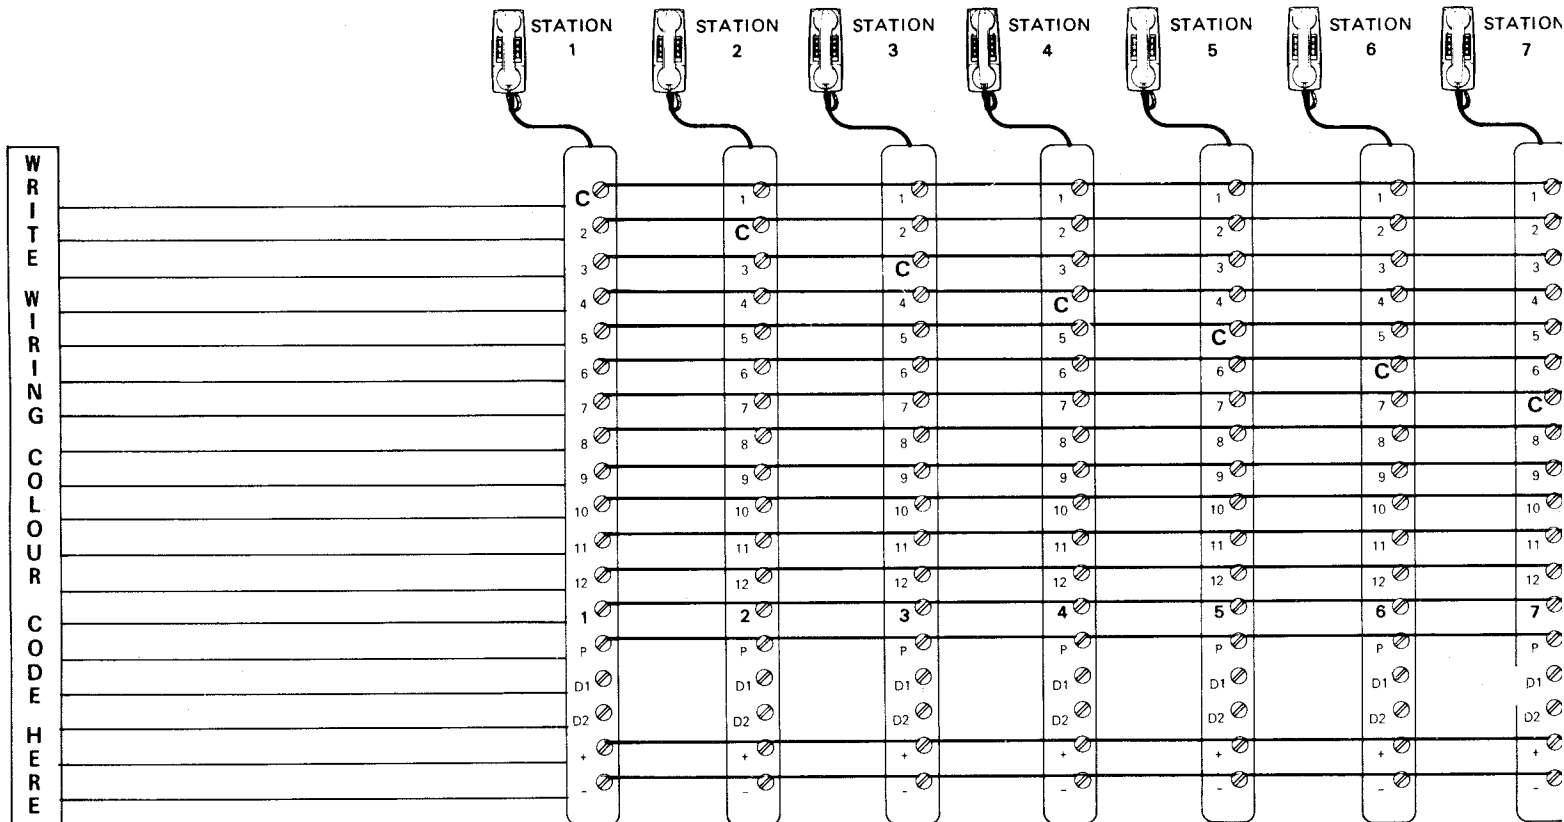 STATION 1 STATION 2 STATION 3 STATION 4 STATION 5 STATION 6 STATION 7
WRITE WIRING COLOUR CODE HERE
C 1 1 1 1 1 1
2 C 2 2 2 2 2
3 3 C 3 3 3 3
4 4 4 C 4 4 4
5 5 5 5 C 5 5
6 6 6 6 6 C 6
7 7 7 7 7 7 C
8 8 8 8 8 8 8
9 9 9 9 9 9 9
10 10 10 10 10 10 10
11 11 11 11 11 11 11
12 12 12 12 12 12 12
1 2 3 4 5 6 7
P P P P P P P
D1 D1 D1 D1 D1 D1 D1
D2 D2 D2 D2 D2 D2 D2
+ + + + + + +
- - - - - - -